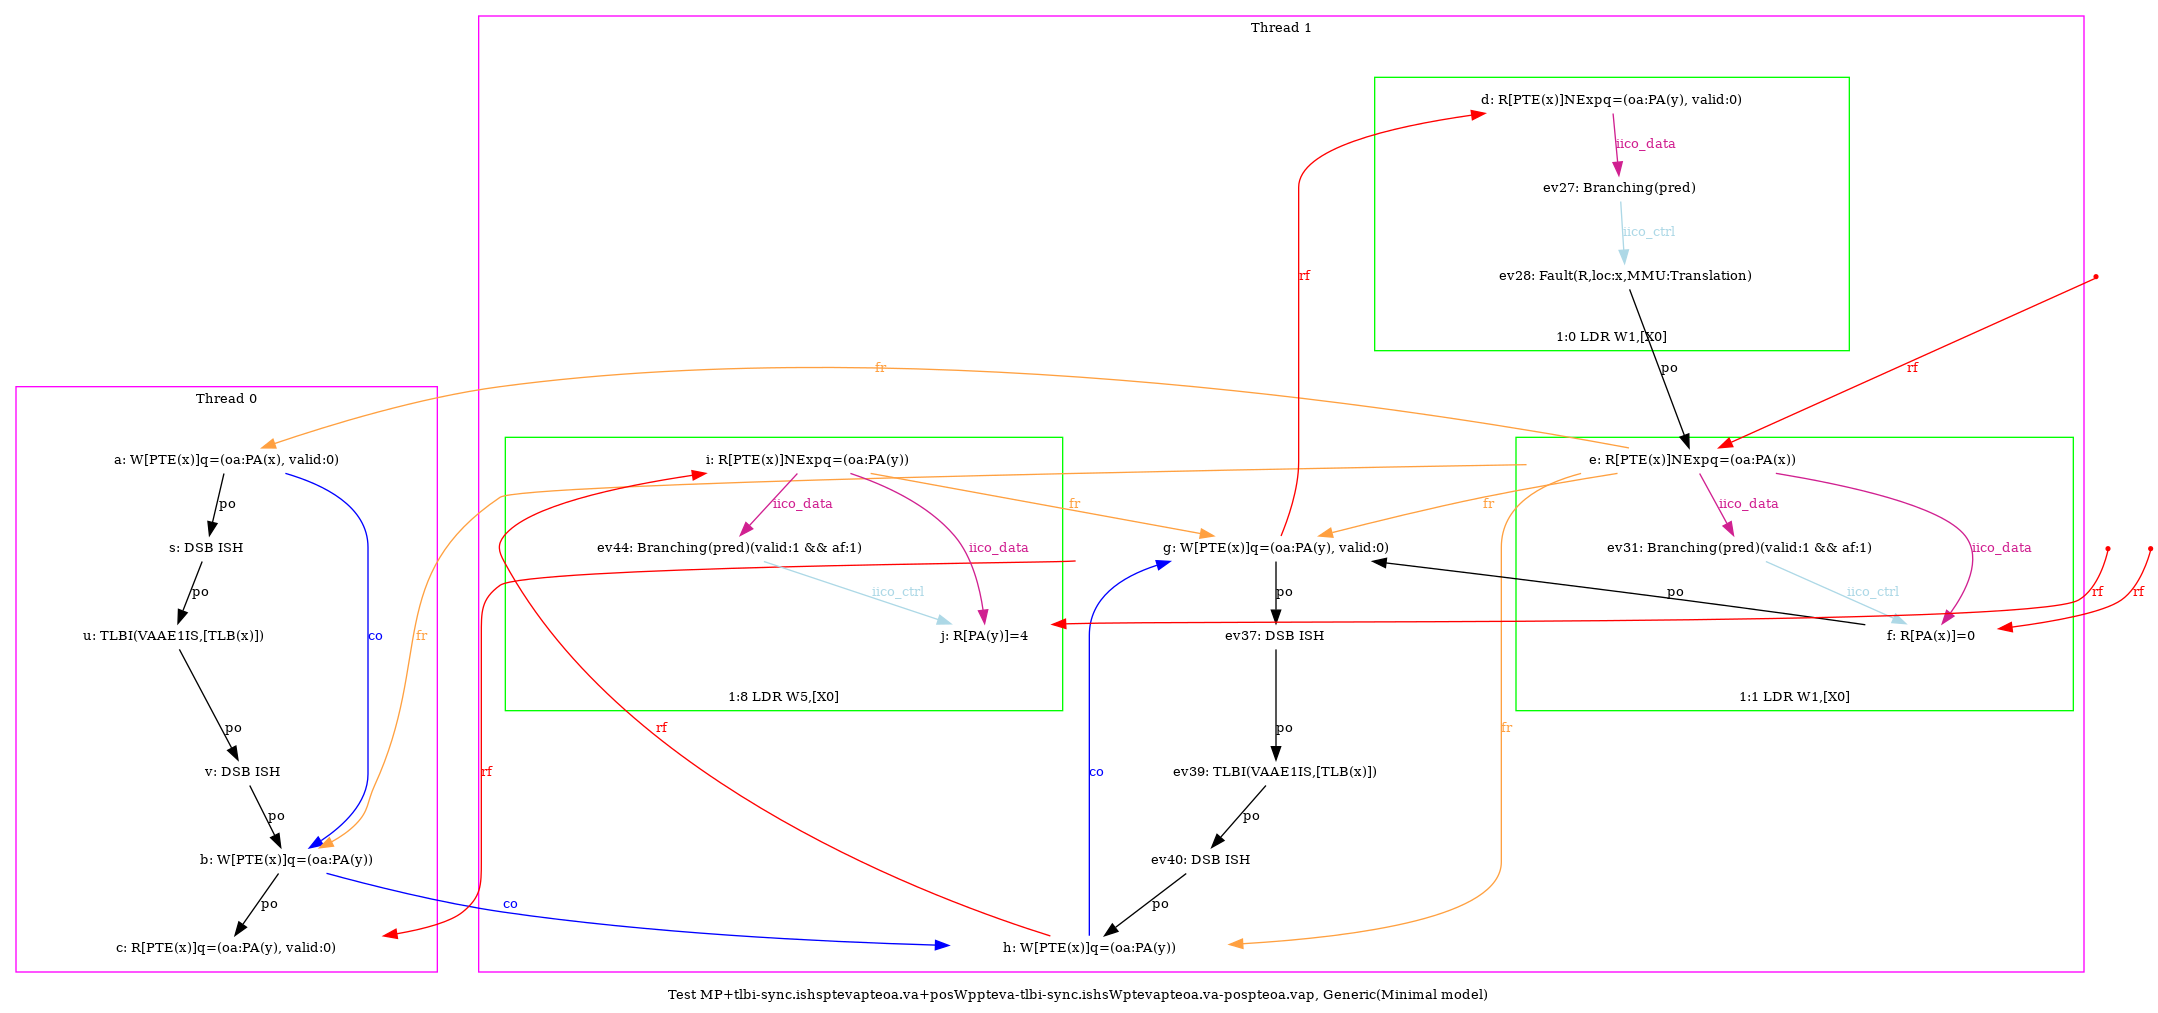 Thread 1
d: R[PTE(x)]NExpq=(oa:PA(y), valid:0)
iico_data
ev27: Branching(pred)
iico_ctrl
rf
ev28: Fault(R,loc:x,MMU:Translation)
1:0 LDR W1,[X0]
fr
po
rf
Thread 0
a: W[PTE(x)]q=(oa:PA(x), valid:0)
i: R[PTE(x)]NExpq=(oa:PA(y))
e: R[PTE(x)]NExpq=(oa:PA(x))
po
iico_data
fr
fr
iico_data
s: DSB ISH
ev44: Branching(pred)(valid:1 && af:1)
iico_data
g: W[PTE(x)]q=(oa:PA(y), valid:0)
ev31: Branching(pred)(valid:1 && af:1)
iico_data
po
iico_ctrl
po
po
iico_ctrl
rf
rf
u: TLBI(VAAE1IS,[TLB(x)])
co
fr
j: R[PA(y)]=4
ev37: DSB ISH
f: R[PA(x)]=0
1:8 LDR W5,[X0]
1:1 LDR W1,[X0]
po
rf
po
fr
v: DSB ISH
rf
co
ev39: TLBI(VAAE1IS,[TLB(x)])
po
po
b: W[PTE(x)]q=(oa:PA(y))
ev40: DSB ISH
po
co
po
c: R[PTE(x)]q=(oa:PA(y), valid:0)
h: W[PTE(x)]q=(oa:PA(y))
Test MP+tlbi-sync.ishsptevapteoa.va+posWppteva-tlbi-sync.ishsWptevapteoa.va-pospteoa.vap, Generic(Minimal model)